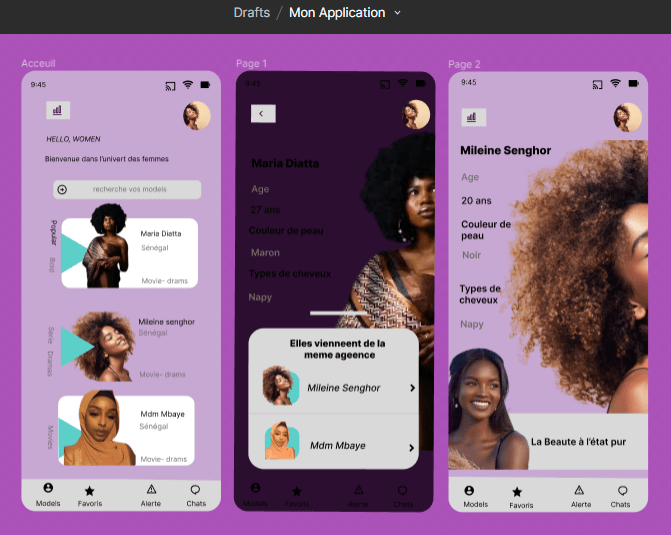 Drafts / Mon Application
Acceuil
9:45
HELLO, WOMEN
Bienvenue dans l'univert des femmes
recherche vos models
Popular
Boio
Serie
Dramas
Movies
Maria Diatta
Sénégal
Movie- drams
Mileine senghor
Sénégal
Movie- drams
Mdm Mbaye
Sénégal
Movie- drams
Models
Favoris
Alerte
Chats
Page 1
9:45
Maria Diatta
Age
27 ans
Couleur de peau
Maron
Types de cheveux
Napy
Elles vienneent de la
meme ageence
Mileine Senghor
Mdm Mbaye
Models
Favoris
Alerte
Chats
Page 2
9:45
Mileine Senghor
Age
20 ans
Couleur de
peau
Noir
Types de
cheveux
Napy
La Beaute à l'état pur
Models
Favoris
Alerte
Chats